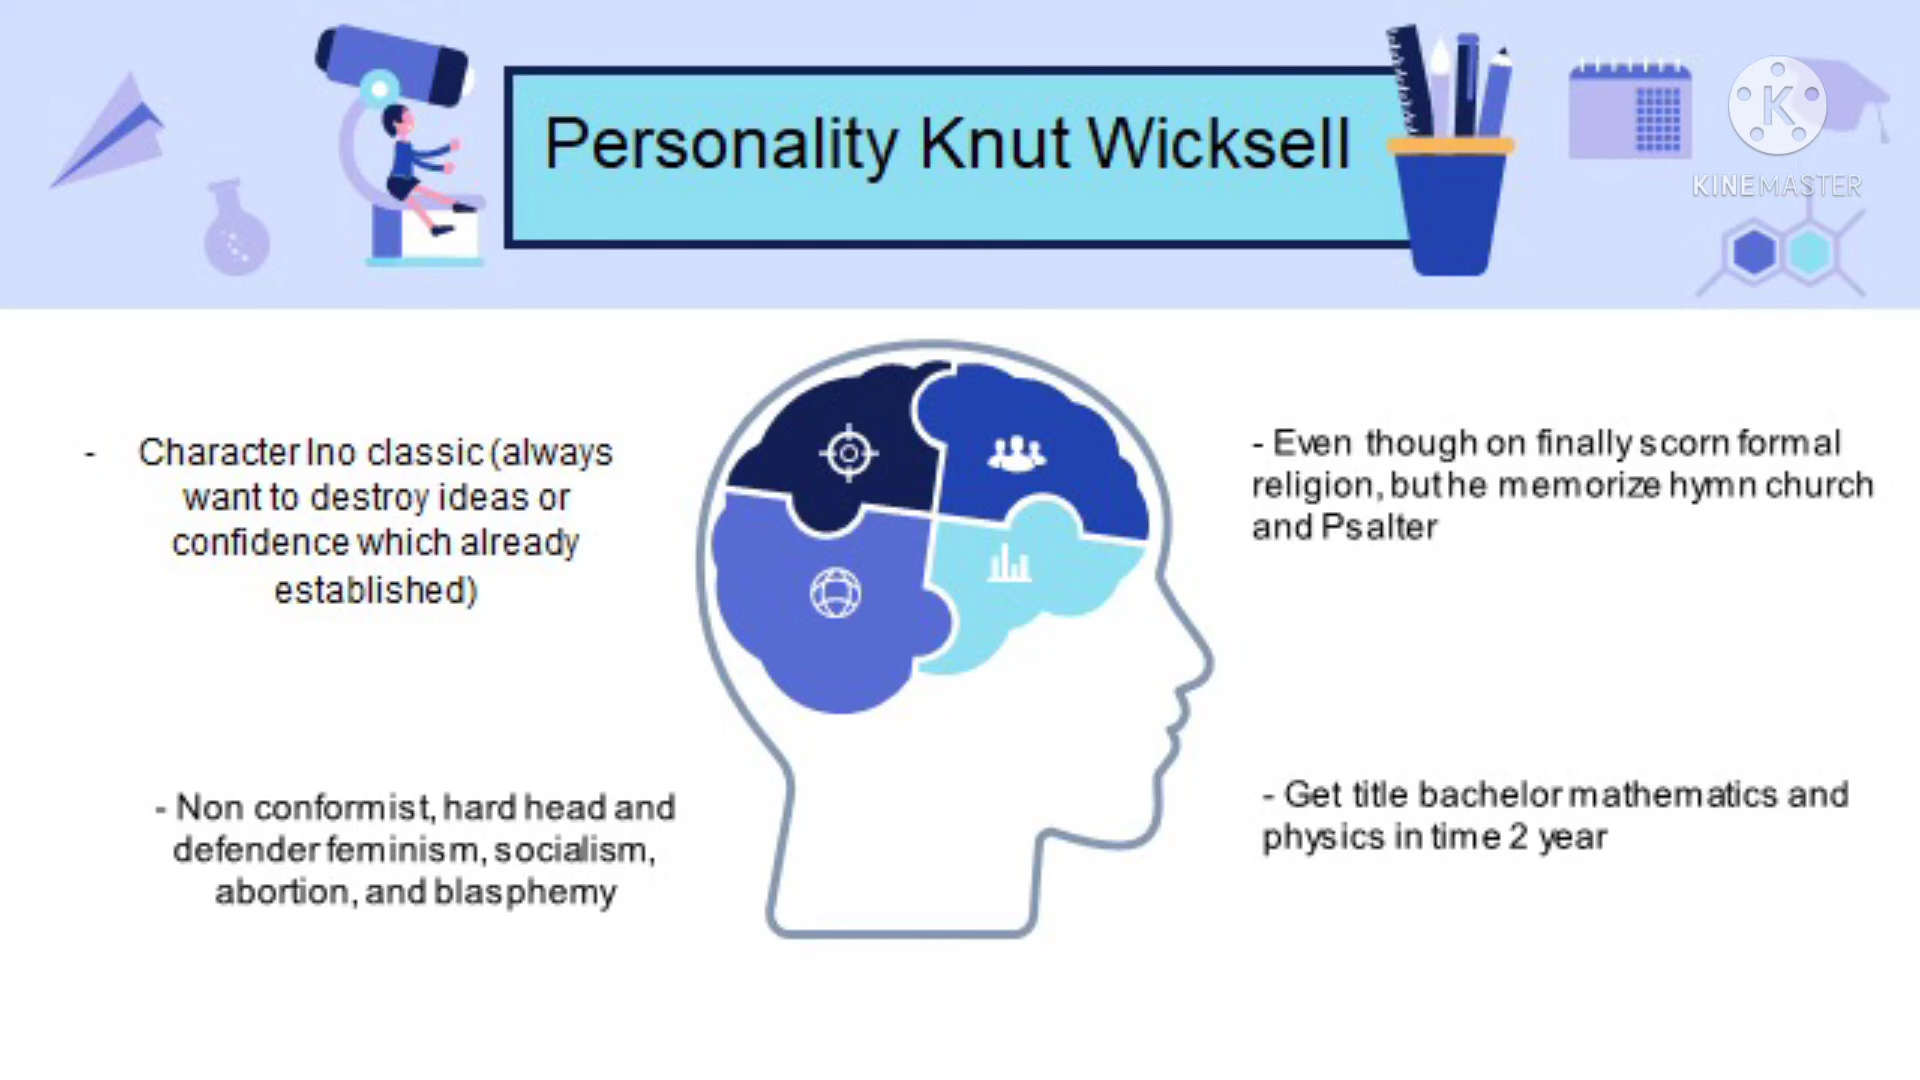 Personality Knut Wicksell
KINEMASTER
- Character Ino classic (always
want to destroy ideas or
confidence which already
established)
- Even though on finally scorn formal
religion, but he memorize hymn church
and Psalter
- Non conformist, hard head and
defender feminism, socialism,
abortion, and blasphemy
- Get title bachelor mathematics and
physics in time 2 year